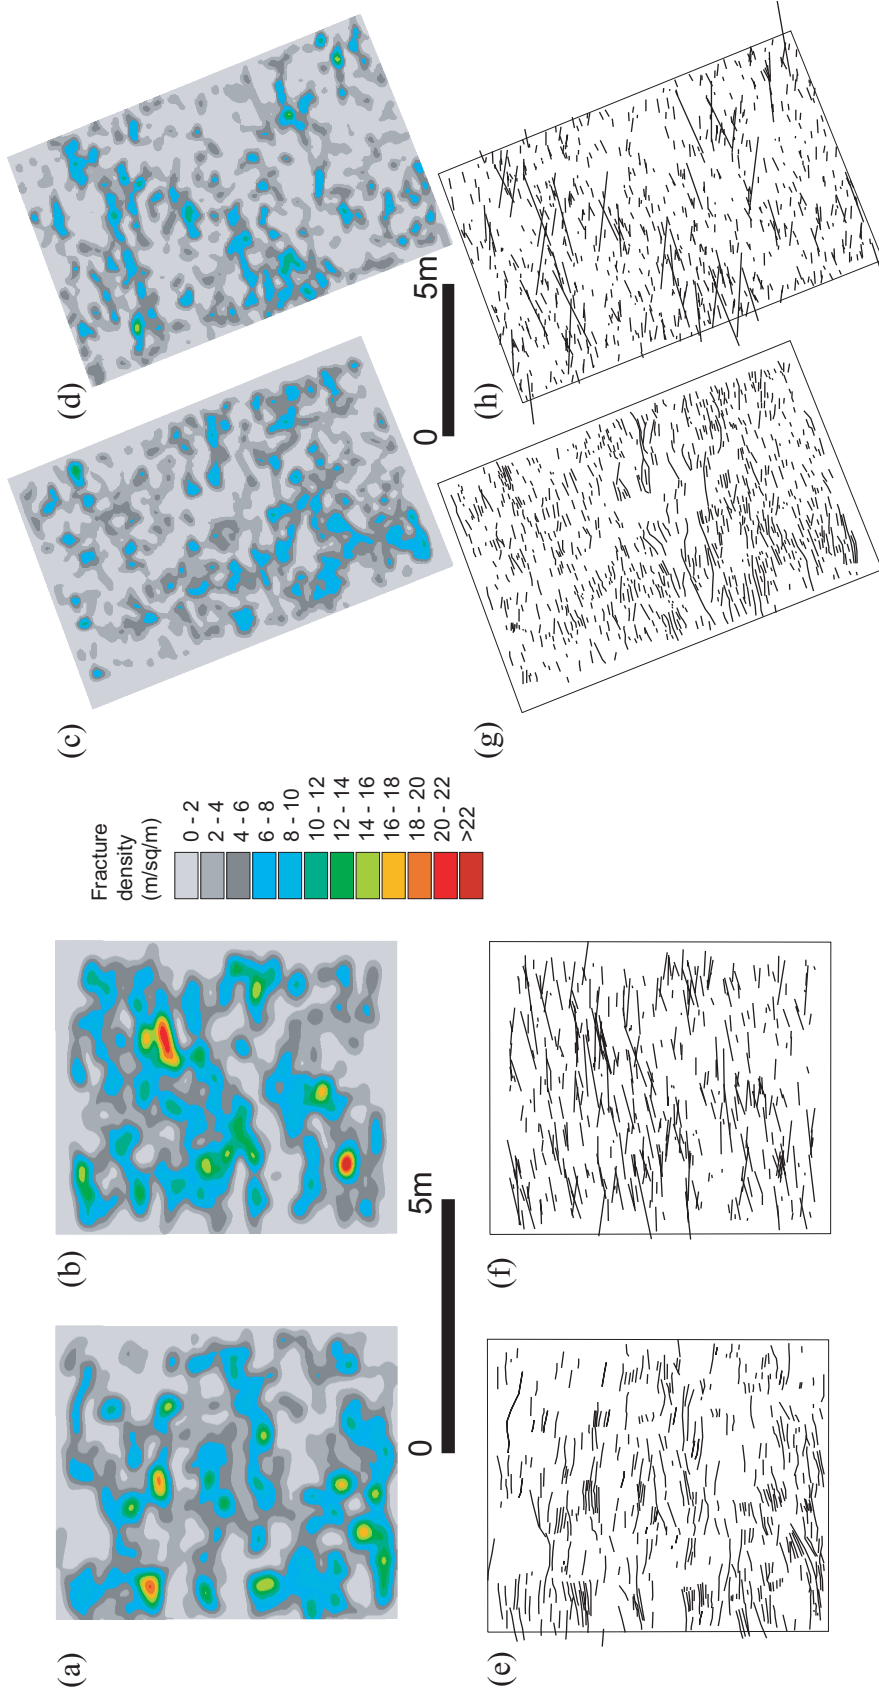 (a)
(b)
Fracture
density
(m/sq/m)
0 - 2
2 - 4
4 - 6
6 - 8
8 - 10
10 - 12
12 - 14
14 - 16
16 - 18
18 - 20
20 - 22
>22
(c)
(d)
0
5m
0
5m
(e)
(f)
(g)
(h)